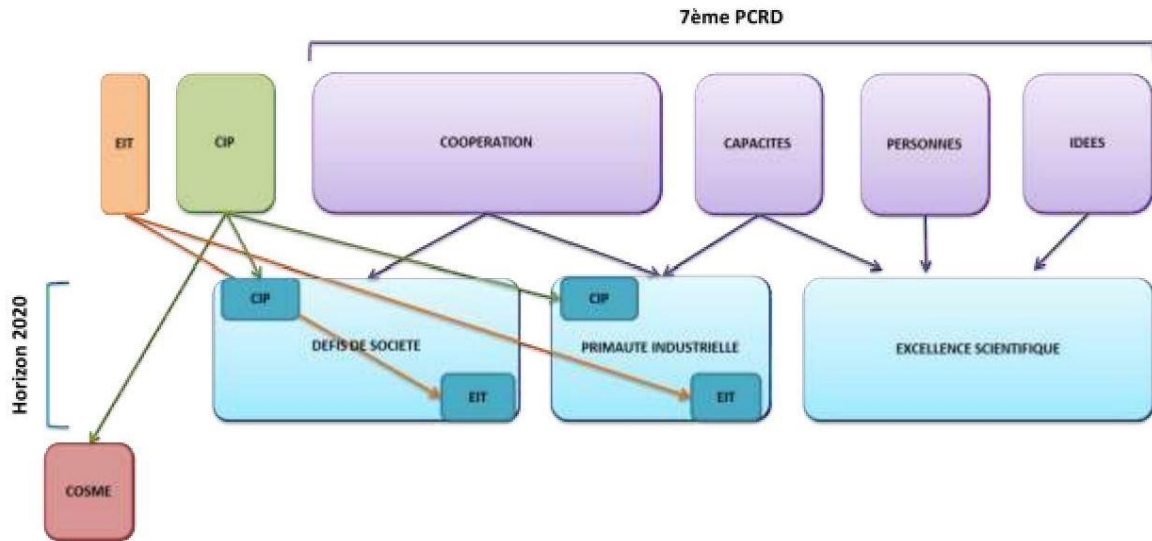 7ème PCRD
EIT
CIP
COOPERATION
CAPACITES
PERSONNES
IDEES
Horizon 2020
CIP
DEFIS DE SOCIETE
EIT
CIP
PRIMAUTE INDUSTRIELLE
EIT
EXCELLENCE SCIENTIFIQUE
COSME